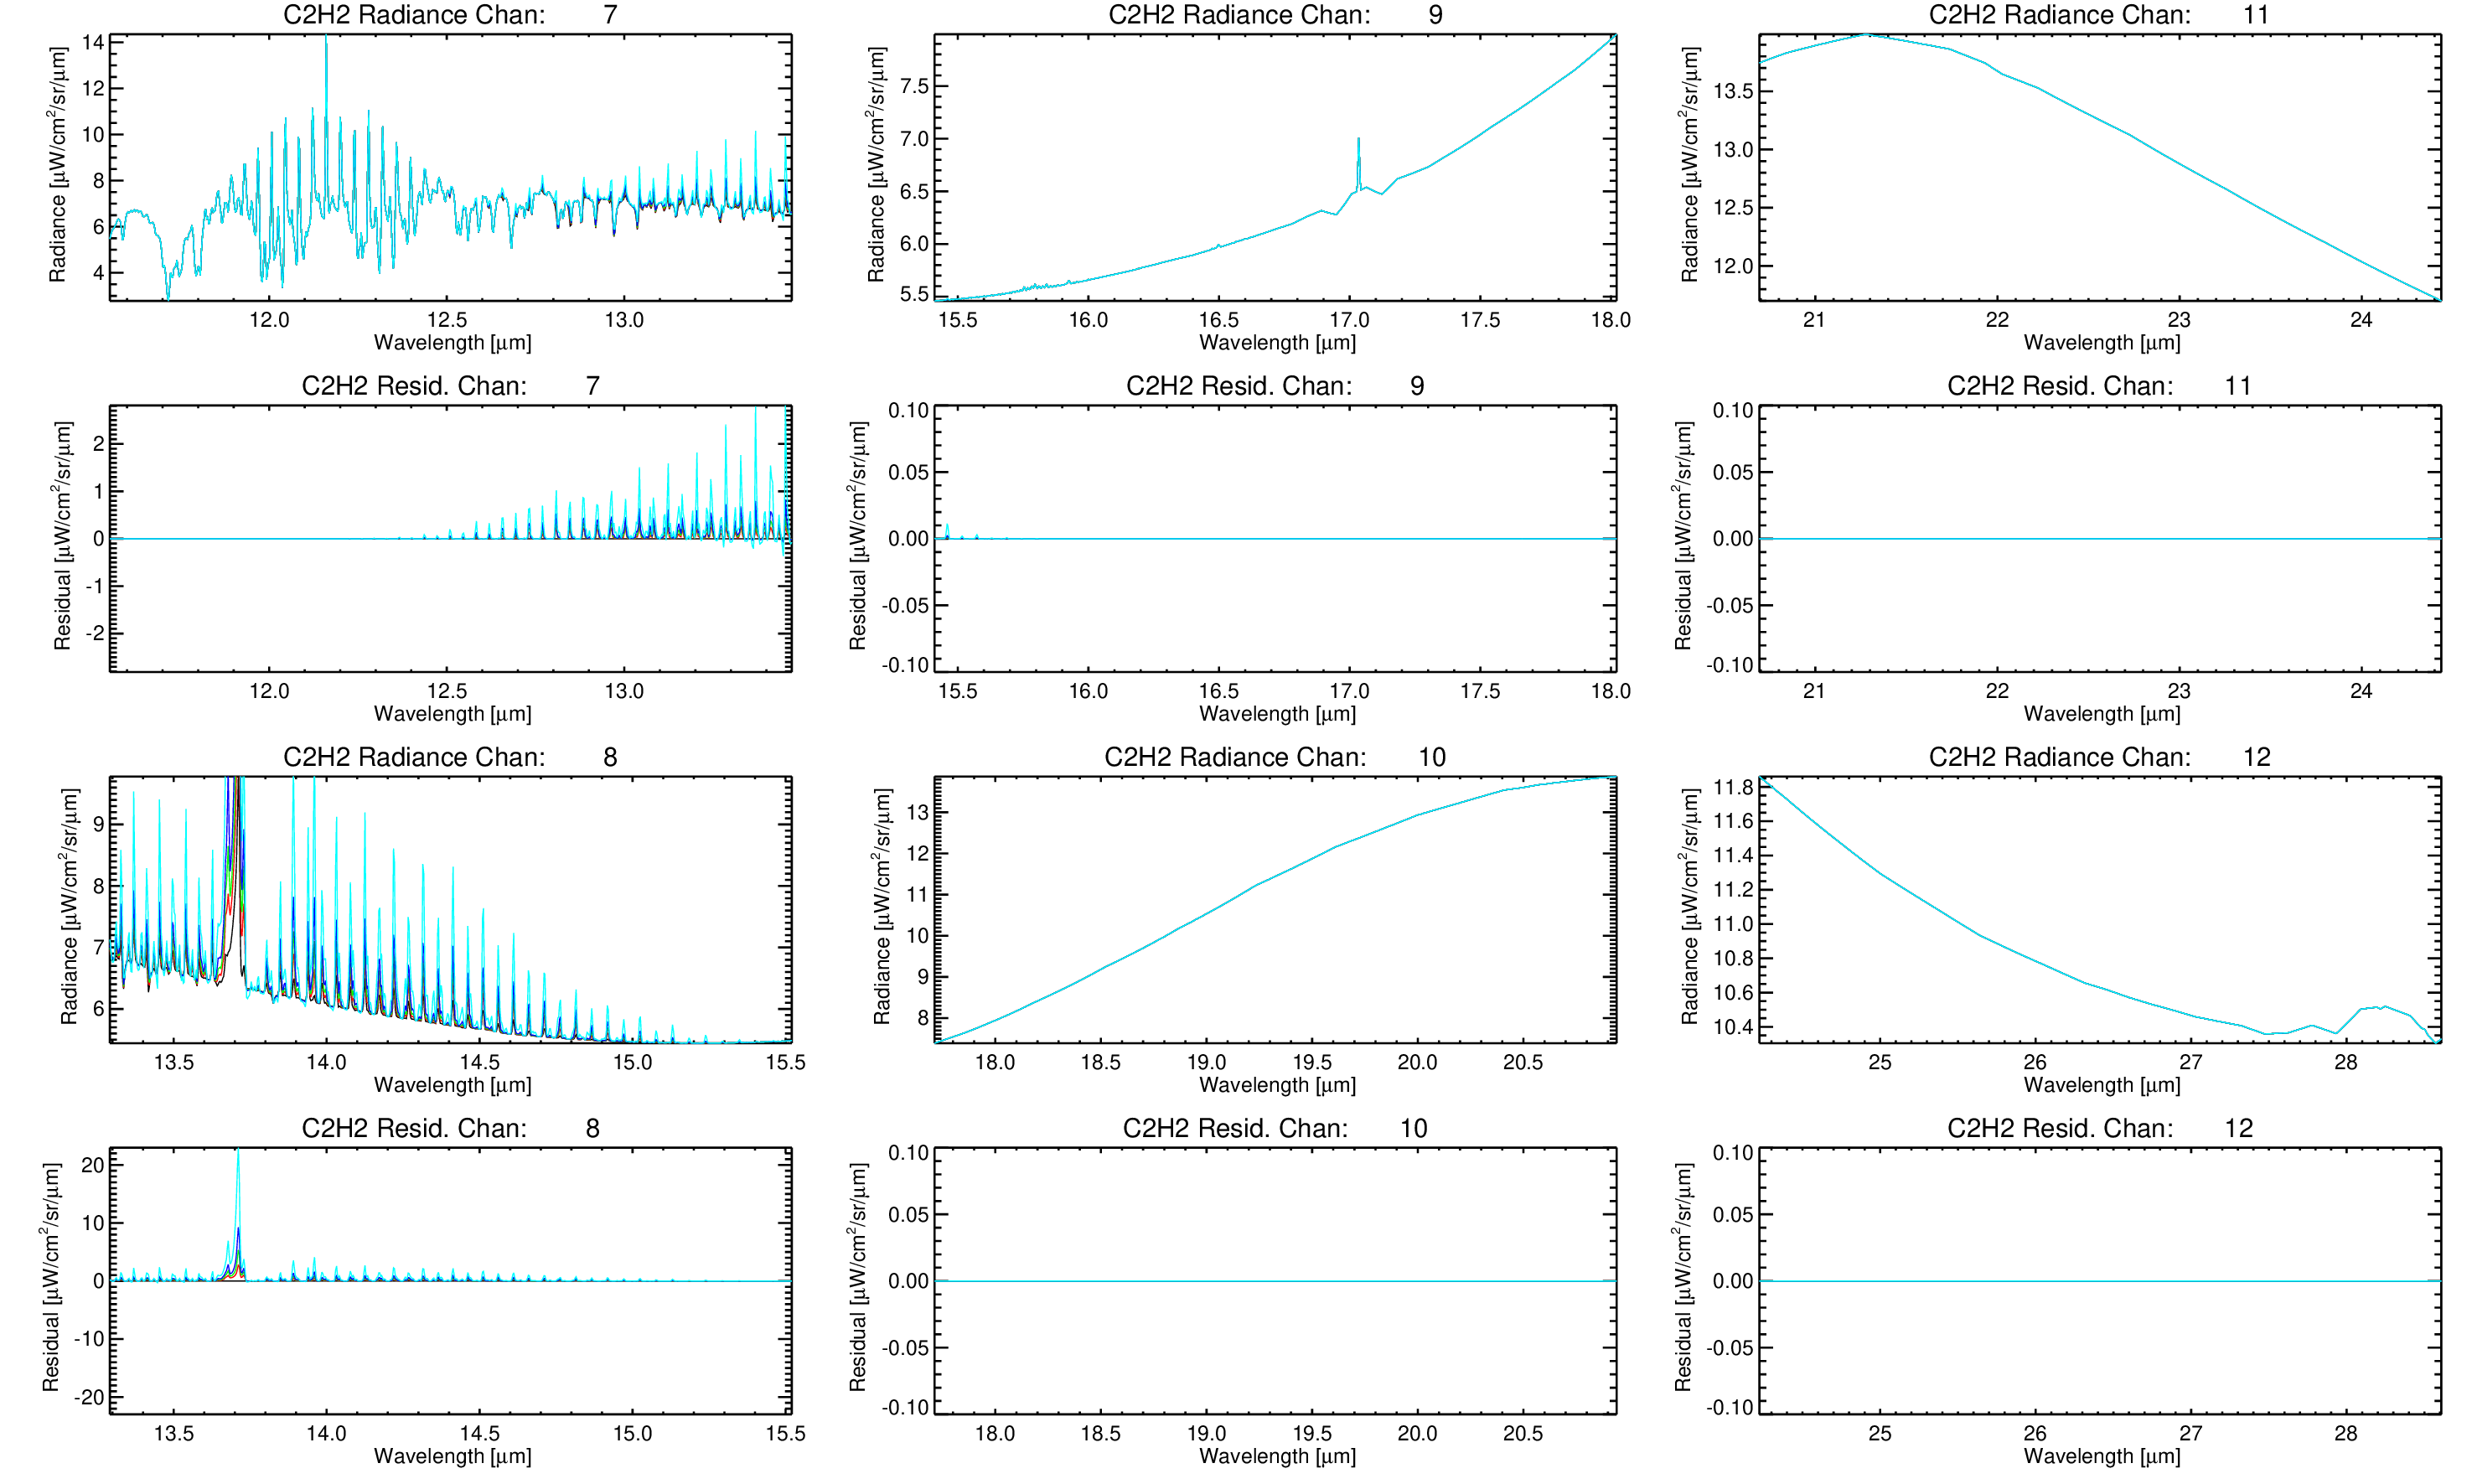 C2H2 Radiance Chan: 7
Radiance [μW/cm²/sr/μm]
14
12
10
8
6
4
12.0 12.5 13.0
Wavelength [μm]
C2H2 Radiance Chan: 9
Radiance [μW/cm²/sr/μm]
7.5
7.0
6.5
6.0
5.5
15.5 16.0 16.5 17.0 17.5 18.0
Wavelength [μm]
C2H2 Radiance Chan: 11
Radiance [μW/cm²/sr/μm]
13.5
13.0
12.5
12.0
21 22 23 24
Wavelength [μm]
C2H2 Resid. Chan: 7
Residual [μW/cm²/sr/μm]
2
1
0
-1
-2
12.0 12.5 13.0
Wavelength [μm]
C2H2 Resid. Chan: 9
Residual [μW/cm²/sr/μm]
0.10
0.05
0.00
-0.05
-0.10
15.5 16.0 16.5 17.0 17.5 18.0
Wavelength [μm]
C2H2 Resid. Chan: 11
Residual [μW/cm²/sr/μm]
0.10
0.05
0.00
-0.05
-0.10
21 22 23 24
Wavelength [μm]
C2H2 Radiance Chan: 8
Radiance [μW/cm²/sr/μm]
9
8
7
6
13.5 14.0 14.5 15.0 15.5
Wavelength [μm]
C2H2 Radiance Chan: 10
Radiance [μW/cm²/sr/μm]
13
12
11
10
9
8
18.0 18.5 19.0 19.5 20.0 20.5
Wavelength [μm]
C2H2 Radiance Chan: 12
Radiance [μW/cm²/sr/μm]
11.8
11.6
11.4
11.2
11.0
10.8
10.6
10.4
25 26 27 28
Wavelength [μm]
C2H2 Resid. Chan: 8
Residual [μW/cm²/sr/μm]
20
10
0
-10
-20
13.5 14.0 14.5 15.0 15.5
Wavelength [μm]
C2H2 Resid. Chan: 10
Residual [μW/cm²/sr/μm]
0.10
0.05
0.00
-0.05
-0.10
18.0 18.5 19.0 19.5 20.0 20.5
Wavelength [μm]
C2H2 Resid. Chan: 12
Residual [μW/cm²/sr/μm]
0.10
0.05
0.00
-0.05
-0.10
25 26 27 28
Wavelength [μm]